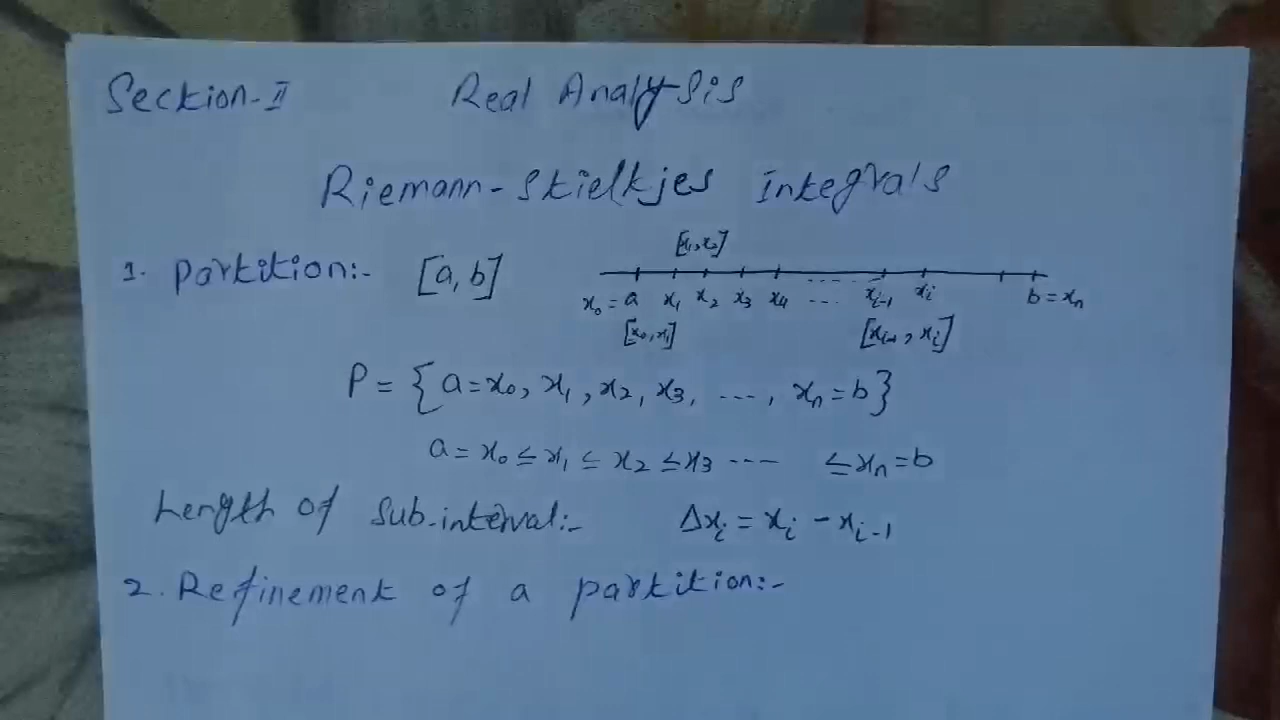 Section-II Real Analysis
Riemann-Stieltjes integrals
1. partition:- [a, b]
[x₁, x₂]
x₀ = a x₁ x₂ x₃ x₄ ... xᵢ₋₁ xᵢ b = xₙ
[x₀, x₁] [xᵢ₋₁, xᵢ]
P = {a = x₀, x₁, x₂, x₃, ---, xₙ = b}
a = x₀ ≤ x₁ ≤ x₂ ≤ x₃ ---- ≤ xₙ = b
Length of sub-interval:- Δxᵢ = xᵢ - xᵢ₋₁
2. Refinement of a partition:-